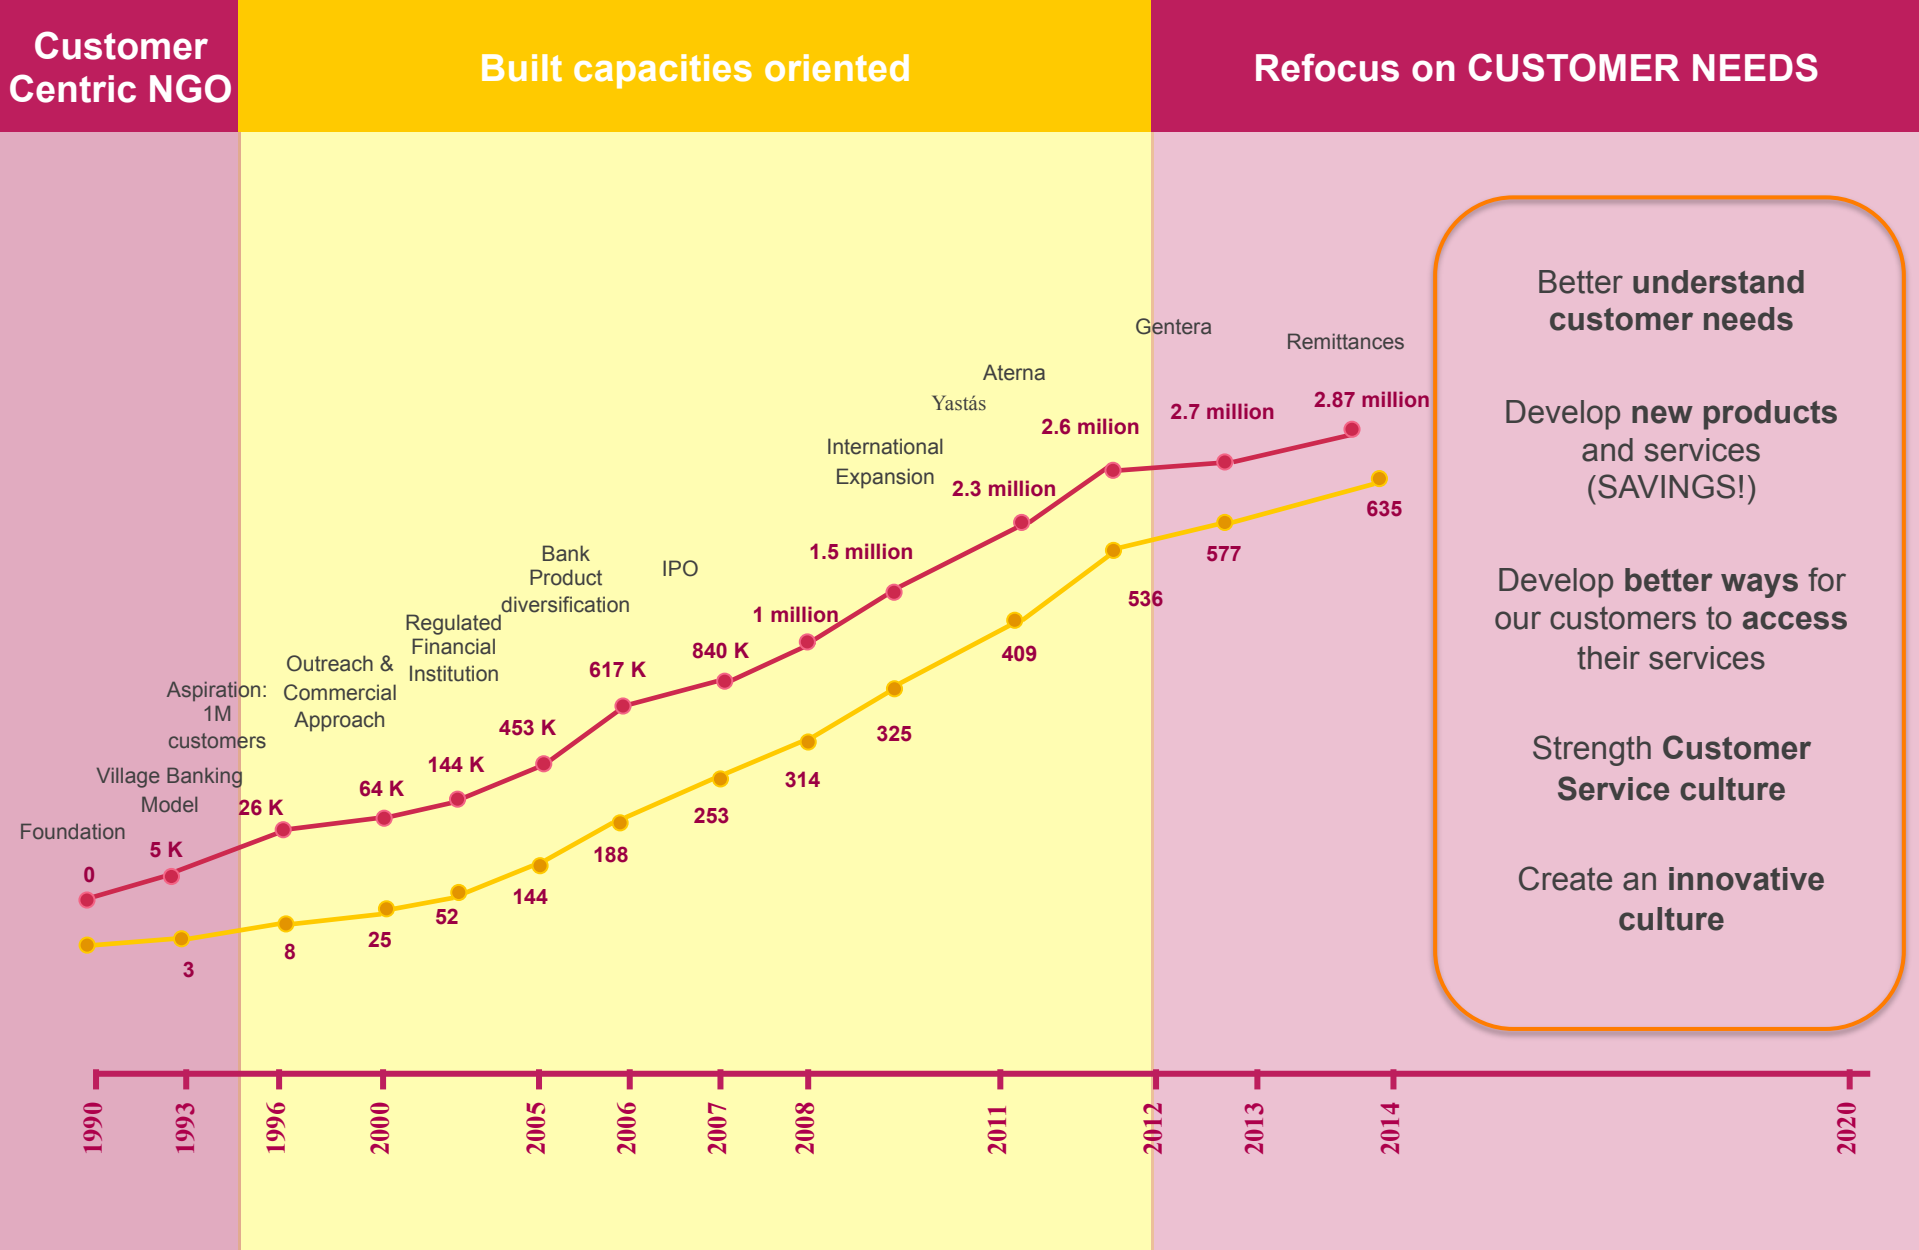 Customer
Centric NGO
Built capacities oriented
Refocus on CUSTOMER NEEDS
Foundation
Village Banking
Model
Aspiration:
1M
customers
Outreach &
Commercial
Approach
Regulated
Financial
Institution
Bank
Product
diversification
IPO
International
Expansion
Yastás
Aterna
Gentera
Remittances
0
5 K
26 K
64 K
144 K
453 K
617 K
840 K
1 million
1.5 million
2.3 million
2.6 milion
2.7 million
2.87 million
3
8
25
52
144
188
253
314
325
409
536
577
635
Better understand
customer needs
Develop new products
and services
(SAVINGS!)
Develop better ways for
our customers to access
their services
Strength Customer
Service culture
Create an innovative
culture
1990
1993
1996
2000
2005
2006
2007
2008
2011
2012
2013
2014
2020